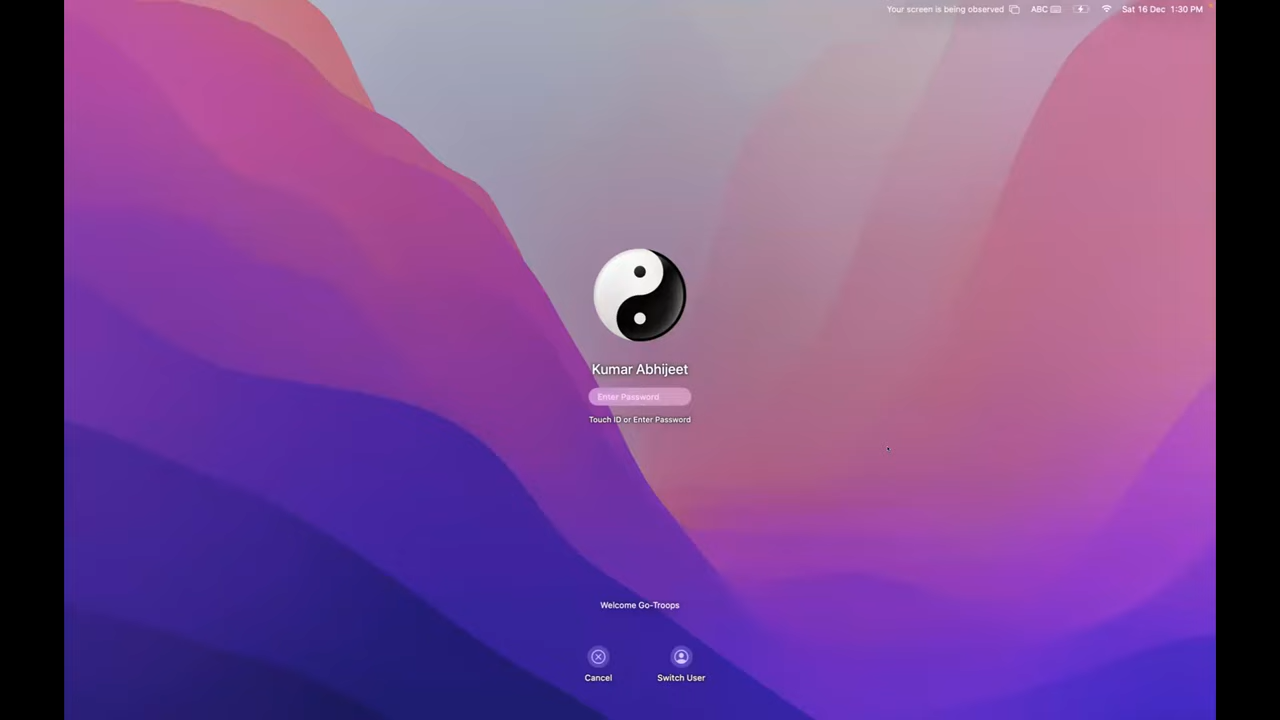 Your screen is being observed ABC Sat 16 Dec 1:30 PM
Kumar Abhijeet
Enter Password
Touch ID or Enter Password
Welcome Go-Troops
Cancel Switch User